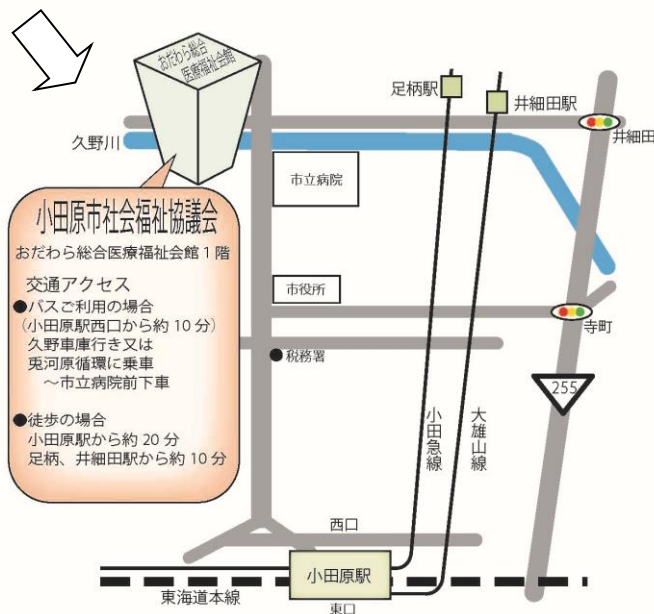 おだわら総合
医療福祉会館
足柄駅
井細田駅
久野川
井細田
市立病院
小田原市社会福祉協議会
おだわら総合医療福祉会館1階
交通アクセス
●バスご利用の場合
(小田原駅西口から約10分)
久野車庫行き又は
兎河原循環に乗車
～市立病院前下車
●徒歩の場合
小田原駅から約20分
足柄、井細田駅から約10分
市役所
寺町
税務署
255
小田急線
大雄山線
西口
小田原駅
東海道本線
東口